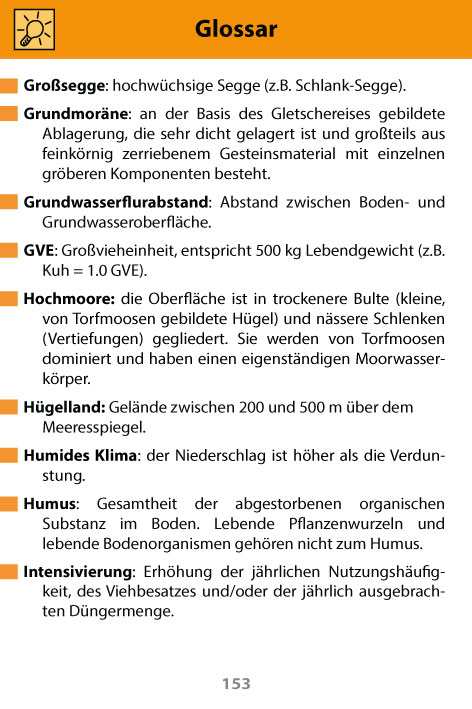 Glossar
Großsegge: hochwüchsige Segge (z.B. Schlank-Segge).
Grundmoräne: an der Basis des Gletschereises gebildete
Ablagerung, die sehr dicht gelagert ist und großteils aus
feinkörnig zerriebenem Gesteinsmaterial mit einzelnen
gröberen Komponenten besteht.
Grundwasserflurabstand: Abstand zwischen Boden- und
Grundwasseroberfläche.
GVE: Großvieheinheit, entspricht 500 kg Lebendgewicht (z.B.
Kuh = 1.0 GVE).
Hochmoore: die Oberfläche ist in trockenere Bulte (kleine,
von Torfmoosen gebildete Hügel) und nässere Schlenken
(Vertiefungen) gegliedert. Sie werden von Torfmoosen
dominiert und haben einen eigenständigen Moorwasser-
körper.
Hügelland: Gelände zwischen 200 und 500 m über dem
Meeresspiegel.
Humides Klima: der Niederschlag ist höher als die Verdun-
stung.
Humus: Gesamtheit der abgestorbenen organischen
Substanz im Boden. Lebende Pflanzenwurzeln und
lebende Bodenorganismen gehören nicht zum Humus.
Intensivierung: Erhöhung der jährlichen Nutzungshäufig-
keit, des Viehbesatzes und/oder der jährlich ausgebrach-
ten Düngermenge.
153